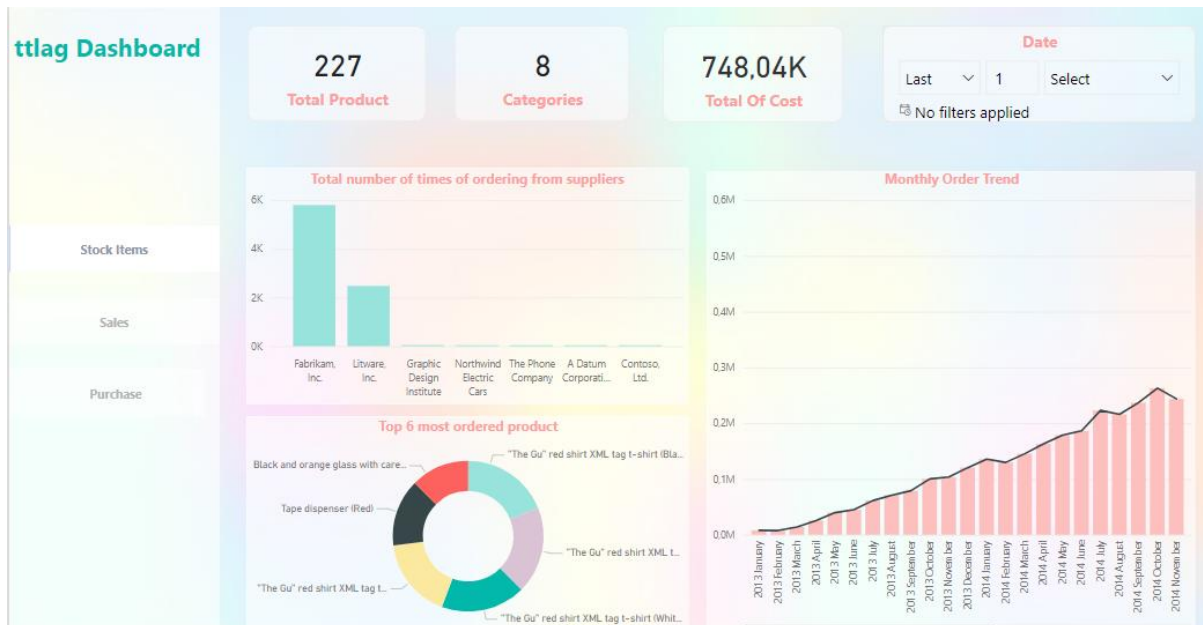 ttlag Dashboard
Stock Items
Sales
Purchase
227
Total Product
8
Categories
748,04K
Total Of Cost
Date
Last
1
Select
No filters applied
Total number of times of ordering from suppliers
6K
4K
2K
0K
Fabrikam,
Inc.
Litware,
Inc.
Graphic
Design
Institute
Northwind
Electric
Cars
The Phone
Company
A Datum
Corporati...
Contoso,
Ltd.
Top 6 most ordered product
"The Gu" red shirt XML tag t-shirt (Bla...
"The Gu" red shirt XML t...
"The Gu" red shirt XML tag t-shirt (Whit...
"The Gu" red shirt XML tag t...
Tape dispenser (Red)
Black and orange glass with care...
Monthly Order Trend
0,6M
0,5M
0,4M
0,3M
0,2M
0,1M
0,0M
2013 January
2013 February
2013 March
2013 April
2013 May
2013 June
2013 July
2013 August
2013 September
2013 October
2013 November
2013 December
2014 January
2014 February
2014 March
2014 April
2014 May
2014 June
2014 July
2014 August
2014 September
2014 October
2014 November